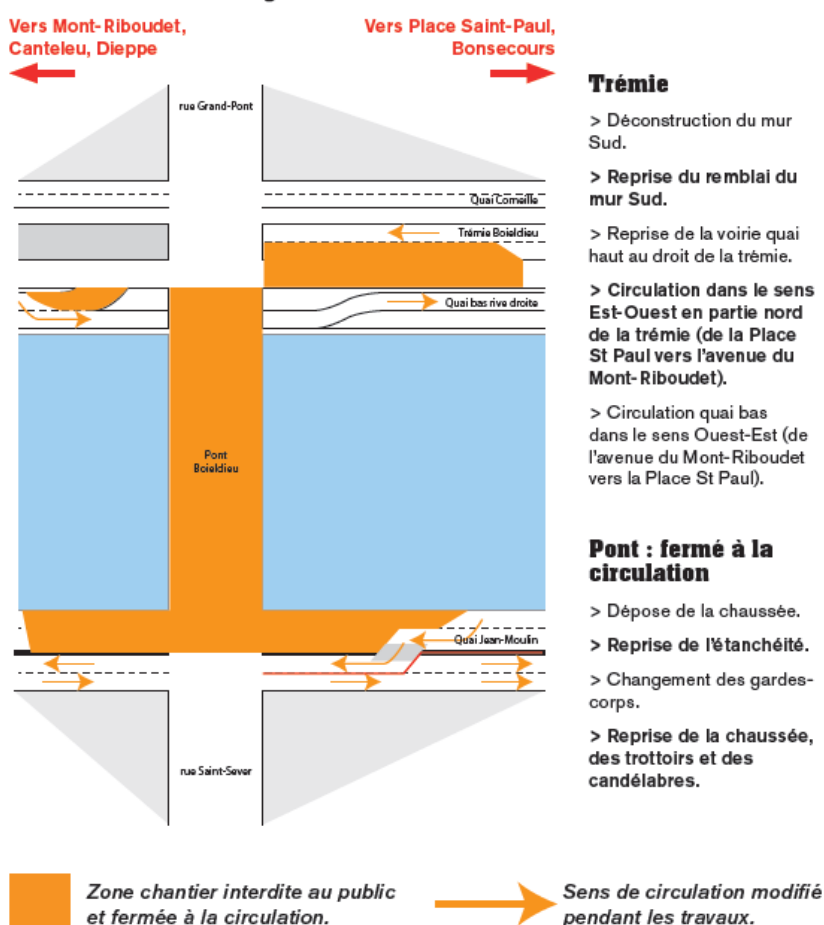 Vers Mont-Riboudet,
Canteleu, Dieppe
Vers Place Saint-Paul,
Bonsecours
rue Grand-Pont
Quai Corneille
Trémie Boieldieu
Quai bas rive droite
Pont
Boieldieu
Quai Jean-Moulin
rue Saint-Sever
Trémie
> Déconstruction du mur
Sud.
> Reprise du remblai du
mur Sud.
> Reprise de la voirie quai
haut au droit de la trémie.
> Circulation dans le sens
Est-Ouest en partie nord
de la trémie (de la Place
St Paul vers l'avenue du
Mont-Riboudet).
> Circulation quai bas
dans le sens Ouest-Est (de
l'avenue du Mont-Riboudet
vers la Place St Paul).
Pont : fermé à la
circulation
> Dépose de la chaussée.
> Reprise de l'étanchéité.
> Changement des gardes-
corps.
> Reprise de la chaussée,
des trottoirs et des
candélabres.
Zone chantier interdite au public
et fermée à la circulation.
Sens de circulation modifié
pendant les travaux.